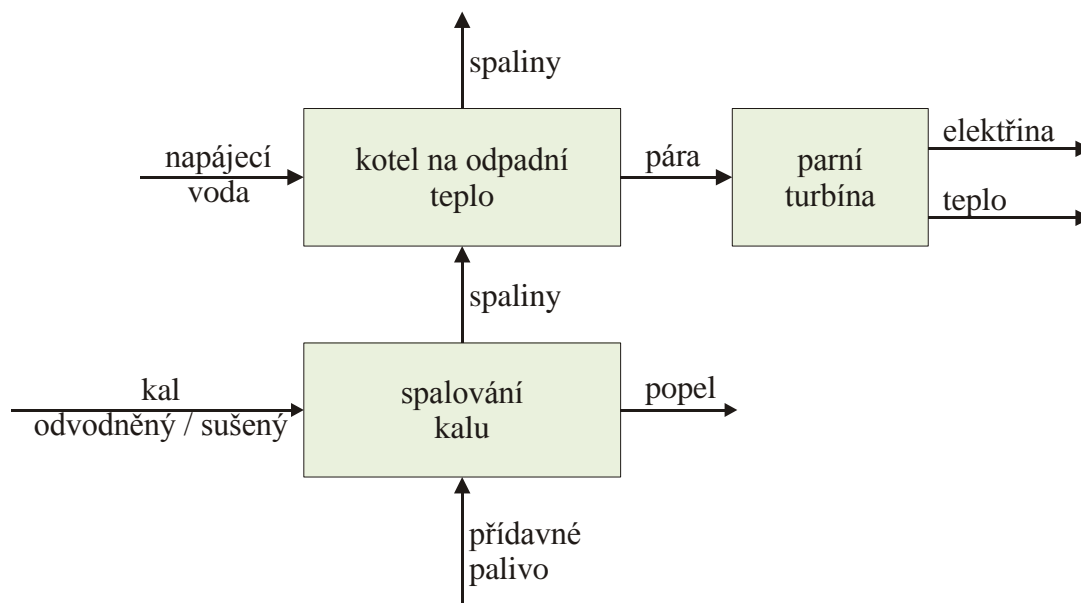 spaliny
napájecí
voda
kotel na odpadní
teplo
pára
parní
turbína
elektřina
teplo
spaliny
kal
odvodněný / sušený
spalování
kalu
popel
přídavné
palivo